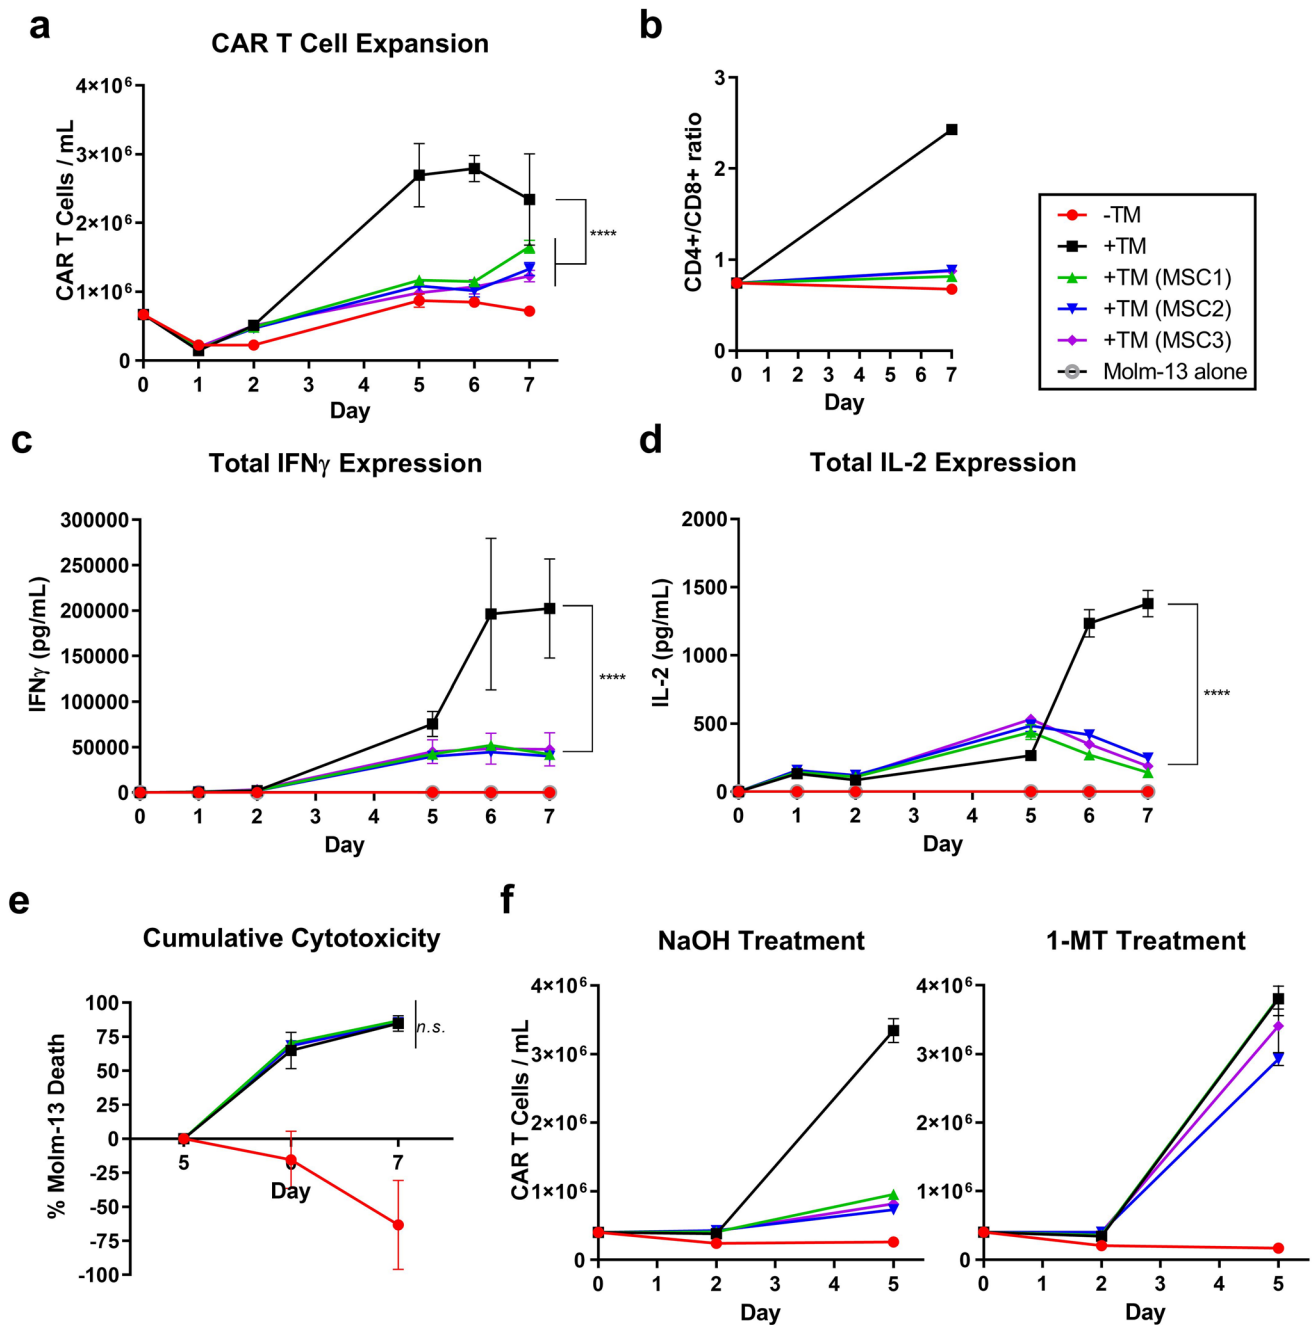 a
CAR T Cell Expansion
CAR T Cells / mL
4×10⁶
3×10⁶
2×10⁶
1×10⁶
0
0 1 2 3 4 5 6 7
Day
****
b
CD4+/CD8+ ratio
3
2
1
0
0 1 2 3 4 5 6 7
Day
-TM
+TM
+TM (MSC1)
+TM (MSC2)
+TM (MSC3)
Molm-13 alone
c
Total IFNγ Expression
IFNγ (pg/mL)
300000
250000
200000
150000
100000
50000
0
0 1 2 3 4 5 6 7
Day
****
d
Total IL-2 Expression
IL-2 (pg/mL)
2000
1500
1000
500
0
0 1 2 3 4 5 6 7
Day
****
e
Cumulative Cytotoxicity
% Molm-13 Death
100
75
50
25
0
-25
-50
-75
-100
5 6 7
Day
n.s.
f
NaOH Treatment
CAR T Cells / mL
4×10⁶
3×10⁶
2×10⁶
1×10⁶
0
0 1 2 3 4 5
Day
1-MT Treatment
4×10⁶
3×10⁶
2×10⁶
1×10⁶
0
0 1 2 3 4 5
Day